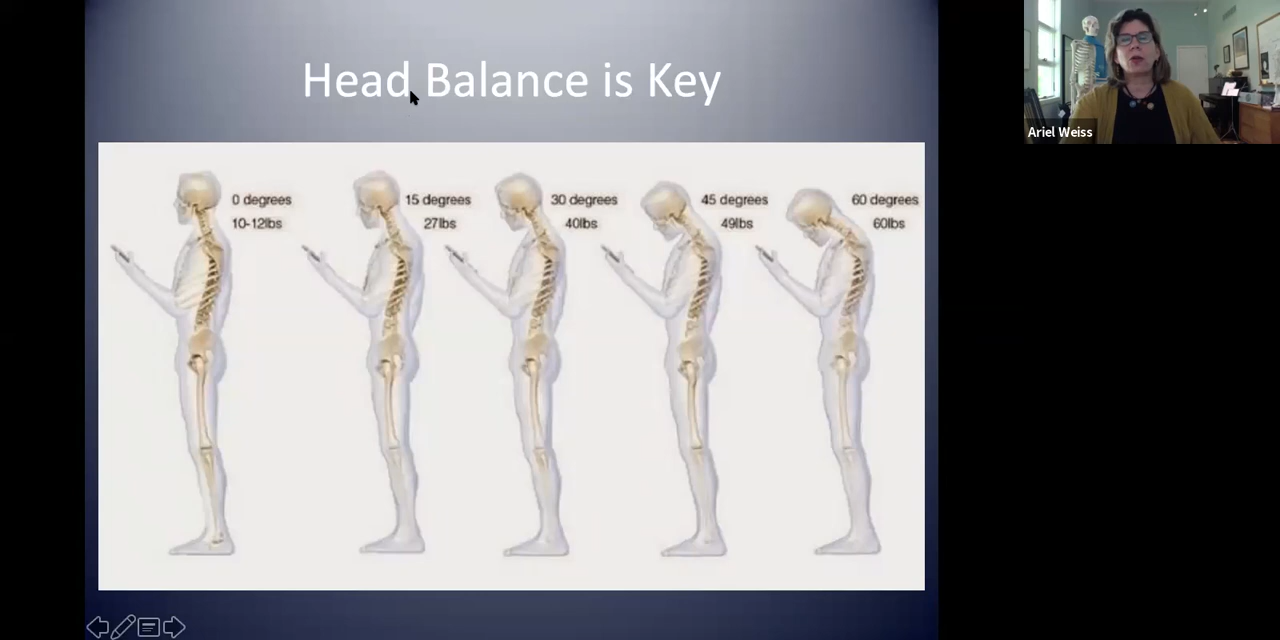 Head Balance is Key
0 degrees
10-12lbs
15 degrees
27lbs
30 degrees
40lbs
45 degrees
49lbs
60 degrees
60lbs
Ariel Weiss